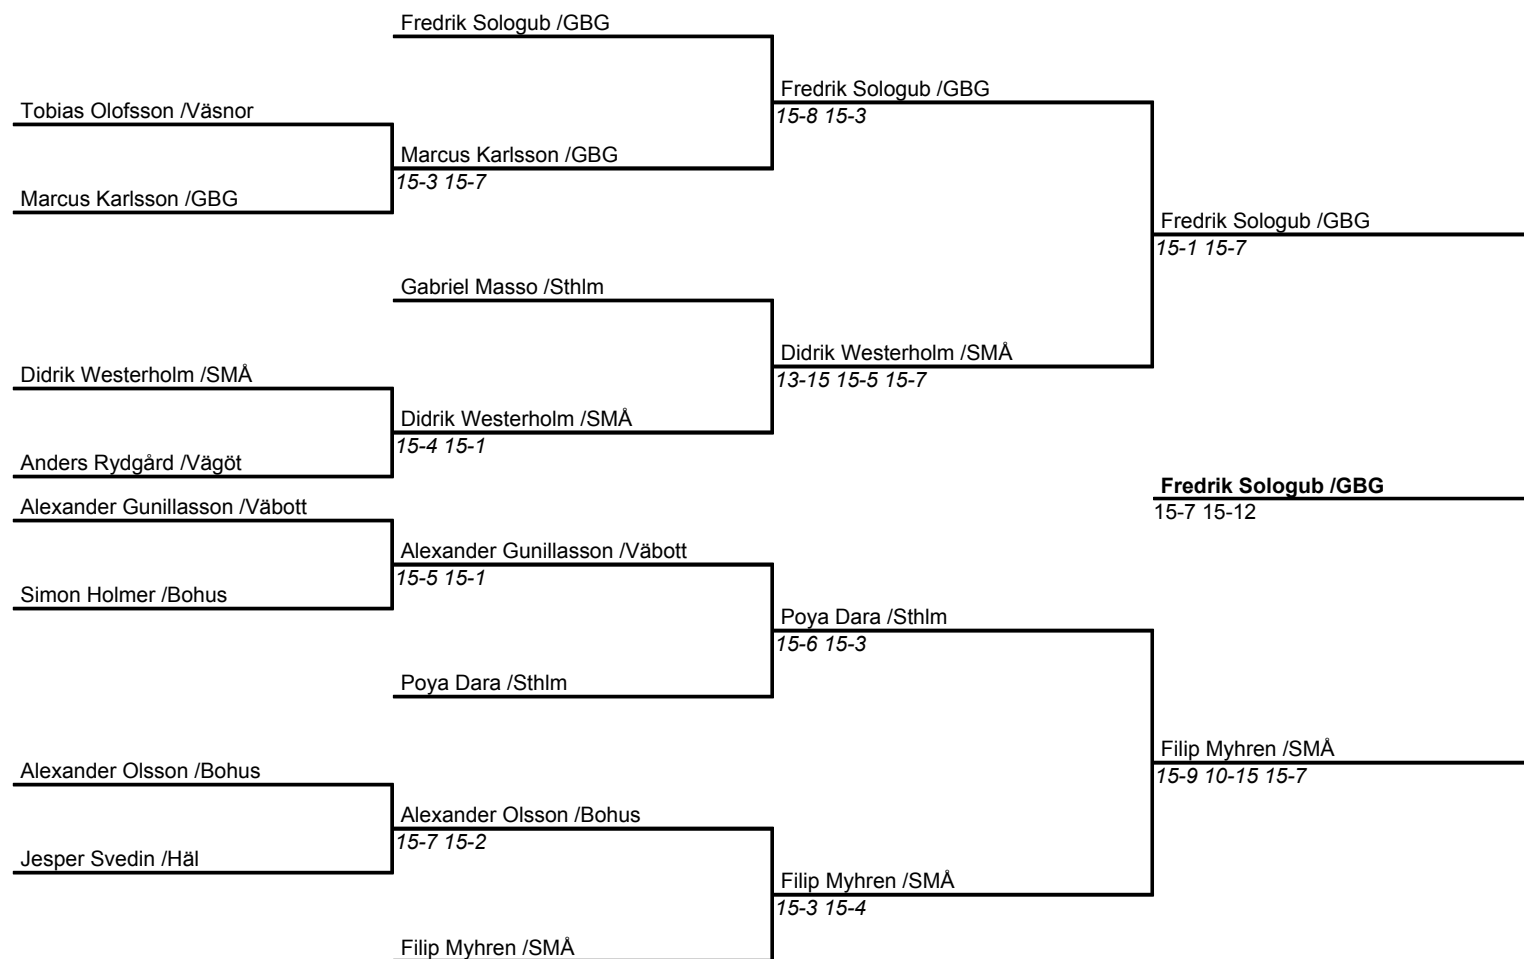 Fredrik Sologub /GBG
Fredrik Sologub /GBG
15-8 15-3
Tobias Olofsson /Väsnor
Marcus Karlsson /GBG
15-3 15-7
Marcus Karlsson /GBG
Fredrik Sologub /GBG
15-1 15-7
Gabriel Masso /Sthlm
Didrik Westerholm /SMÅ
13-15 15-5 15-7
Didrik Westerholm /SMÅ
Didrik Westerholm /SMÅ
15-4 15-1
Anders Rydgård /Vägöt
Fredrik Sologub /GBG
15-7 15-12
Alexander Gunillasson /Väbott
Alexander Gunillasson /Väbott
15-5 15-1
Simon Holmer /Bohus
Poya Dara /Sthlm
15-6 15-3
Poya Dara /Sthlm
Filip Myhren /SMÅ
15-9 10-15 15-7
Alexander Olsson /Bohus
Alexander Olsson /Bohus
15-7 15-2
Jesper Svedin /Häl
Filip Myhren /SMÅ
15-3 15-4
Filip Myhren /SMÅ